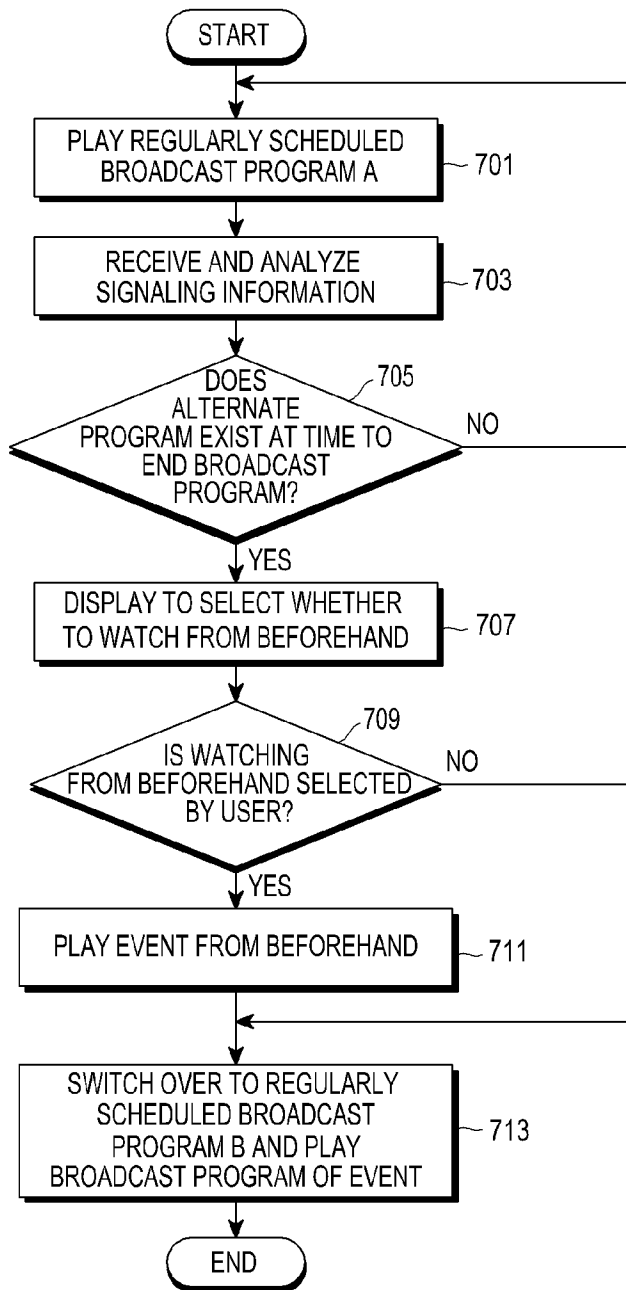 START
PLAY REGULARLY SCHEDULED
BROADCAST PROGRAM A
701
RECEIVE AND ANALYZE
SIGNALING INFORMATION
703
705
DOES
ALTERNATE
PROGRAM EXIST AT TIME TO
END BROADCAST
PROGRAM?
NO
YES
DISPLAY TO SELECT WHETHER
TO WATCH FROM BEFOREHAND
707
709
IS WATCHING
FROM BEFOREHAND SELECTED
BY USER?
NO
YES
PLAY EVENT FROM BEFOREHAND
711
SWITCH OVER TO REGULARLY
SCHEDULED BROADCAST
PROGRAM B AND PLAY
BROADCAST PROGRAM OF EVENT
713
END